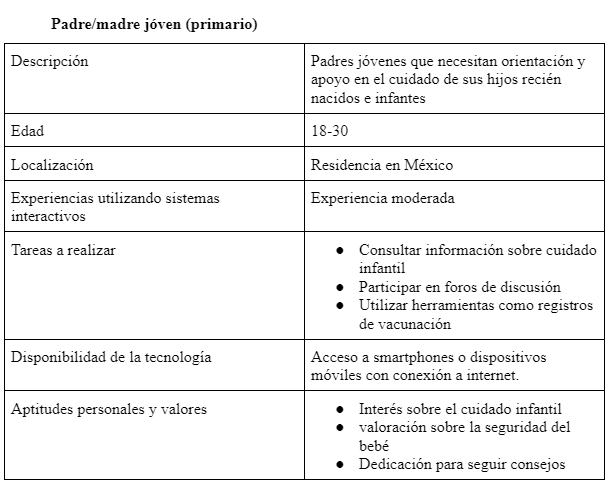 Padre/madre jóven (primario)
Descripción
Padres jóvenes que necesitan orientación y
apoyo en el cuidado de sus hijos recién
nacidos e infantes
Edad
18-30
Localización
Residencia en México
Experiencias utilizando sistemas
interactivos
Experiencia moderada
Tareas a realizar
● Consultar información sobre cuidado
infantil
● Participar en foros de discusión
● Utilizar herramientas como registros
de vacunación
Disponibilidad de la tecnología
Acceso a smartphones o dispositivos
móviles con conexión a internet.
Aptitudes personales y valores
● Interés sobre el cuidado infantil
● valoración sobre la seguridad del
bebé
● Dedicación para seguir consejos